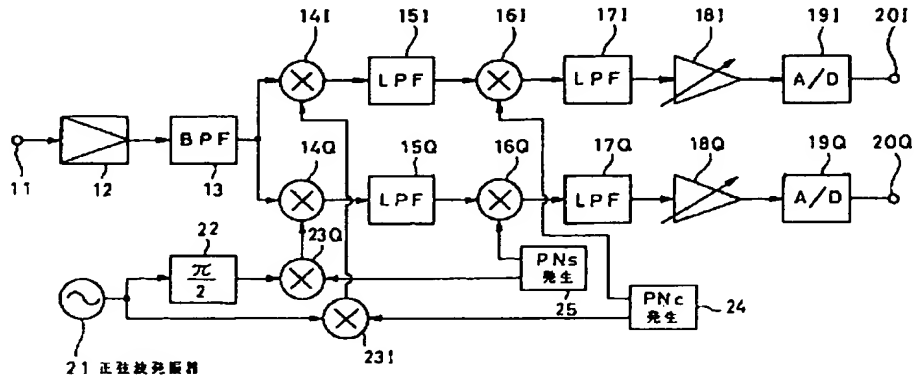 14I 15I 16I 17I 18I 19I 20I
LPF LPF A/D
BPF
11 12 13
14Q 15Q 16Q 17Q 18Q 19Q 20Q
LPF LPF A/D
22
π/2
23Q
PNs
発生
25
PNc
発生
24
23I
21 正弦波発振器